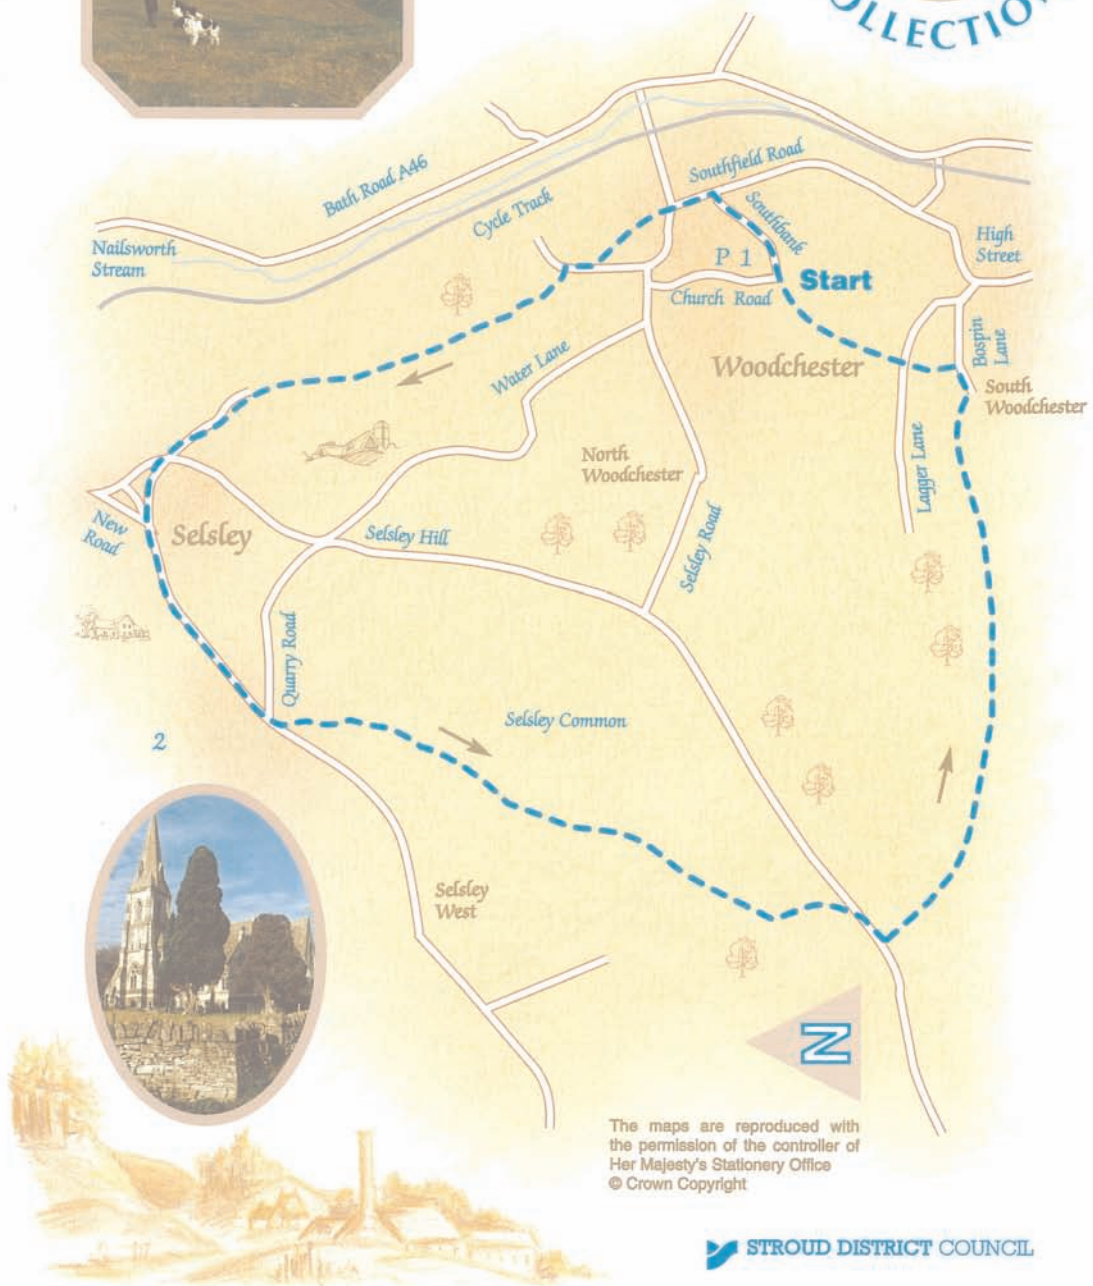 OLLECTION
Bath Road A46
Southfield Road
Cycle Track
Southbank
Nailsworth
Stream
High
Street
P 1
Start
Church Road
Bospin
Lane
Water Lane
Woodchester
South
Woodchester
North
Woodchester
Lagger Lane
New
Road
Selsley
Selsley Hill
Selsley Road
Quarry Road
Selsley Common
2
Selsley
West
N
The maps are reproduced with
the permission of the controller of
Her Majesty's Stationery Office
© Crown Copyright
STROUD DISTRICT COUNCIL